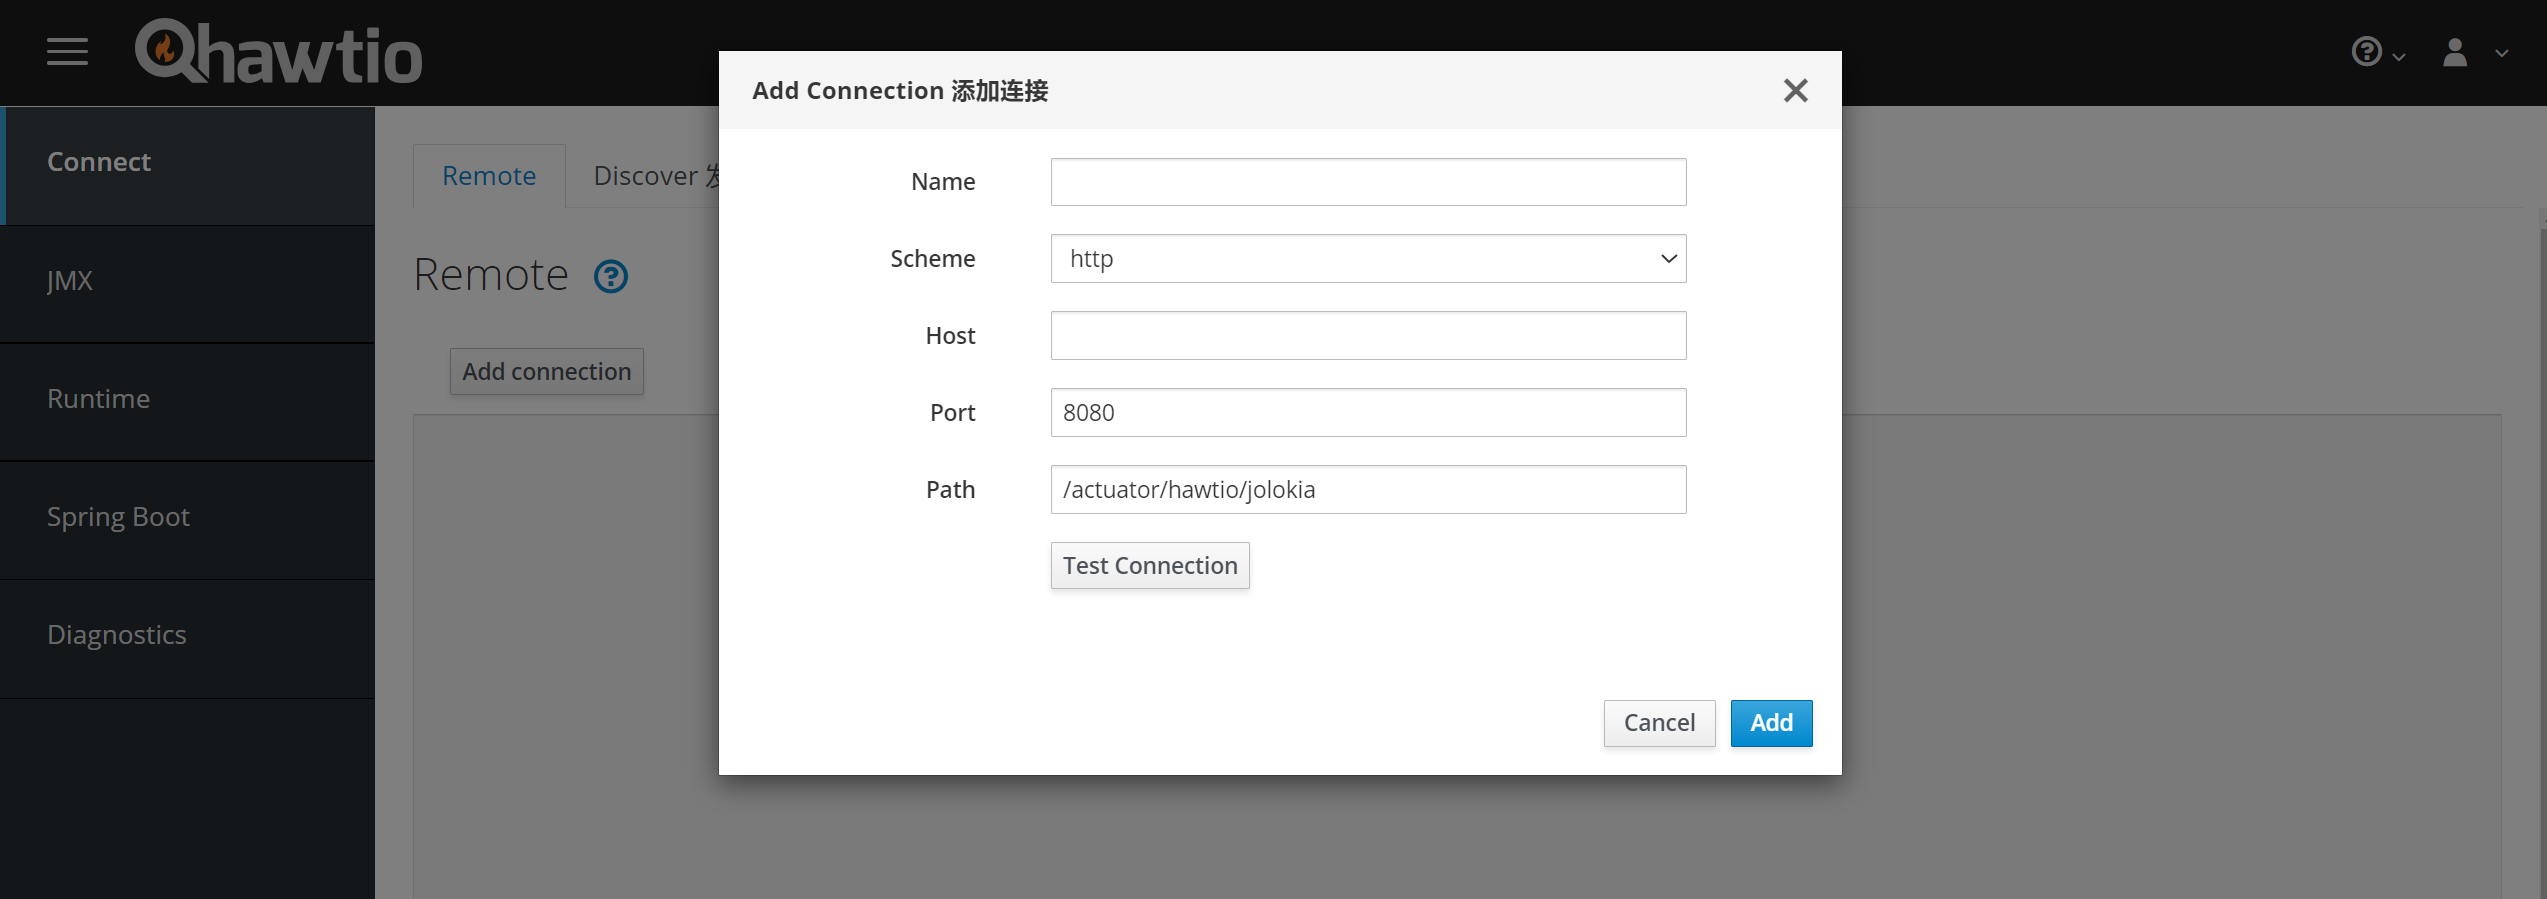 hawtio
Add Connection 添加连接
Connect
JMX
Runtime
Spring Boot
Diagnostics
Remote
Discover
Remote
Add connection
Name
Scheme http
Host
Port 8080
Path /actuator/hawtio/jolokia
Test Connection
Cancel Add